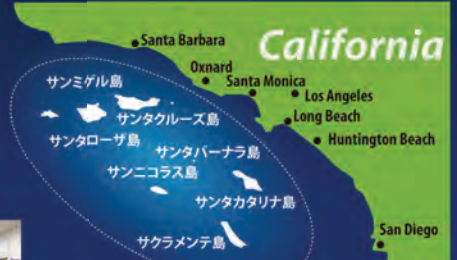 Santa Barbara
California
Oxnard
Santa Monica
サンミゲル島
Los Angeles
サンタクルーズ島
Long Beach
サンタローザ島
Huntington Beach
サンタバーナラ島
サンニコラス島
サンタカタリナ島
サクラメンテ島
San Diego